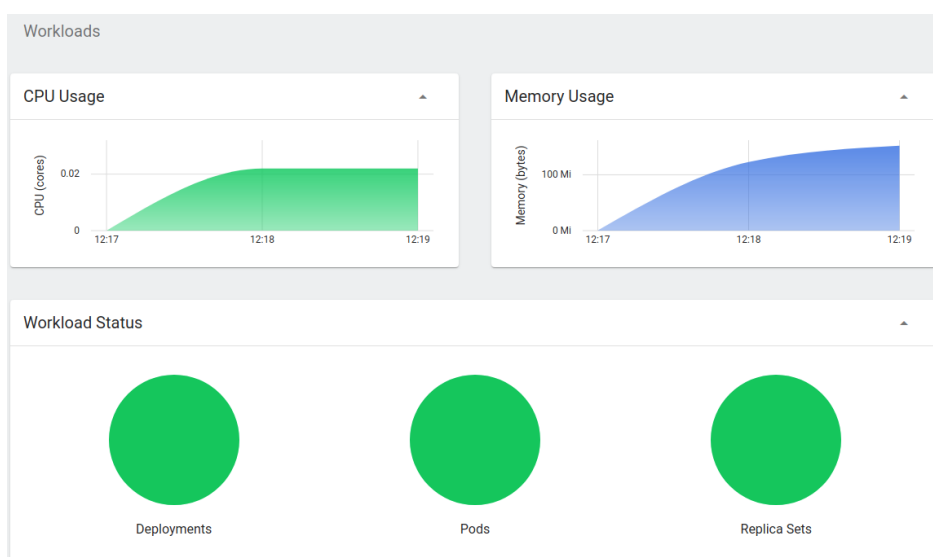 Workloads
CPU Usage
CPU (cores)
0.02
0
12:17
12:18
12:19
Memory Usage
Memory (bytes)
100 Mi
0 Mi
12:17
12:18
12:19
Workload Status
Deployments
Pods
Replica Sets